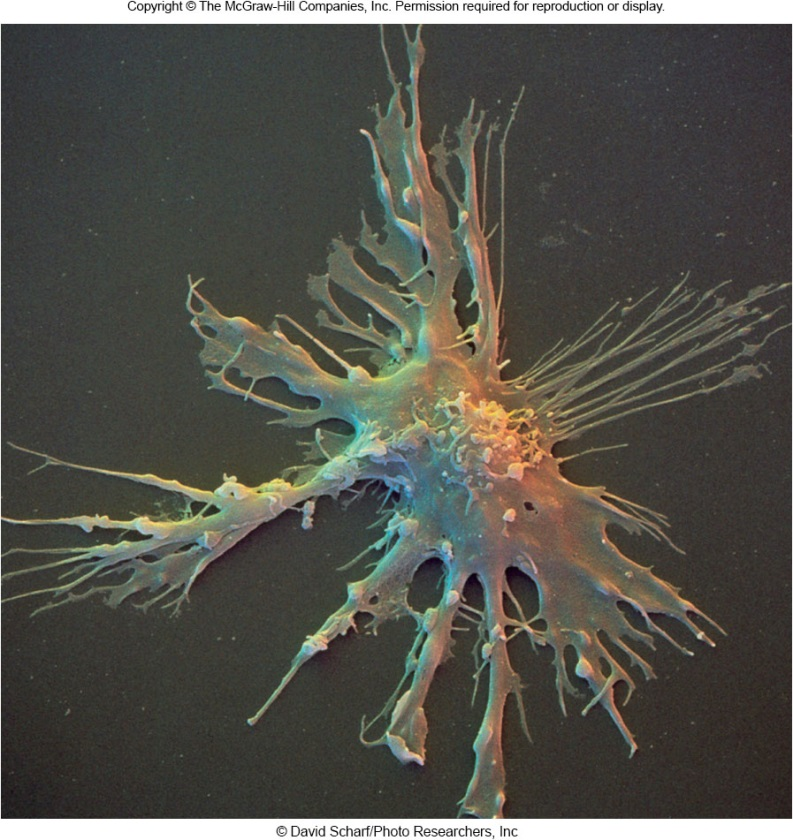 Copyright © The McGraw-Hill Companies, Inc. Permission required for reproduction or display.
© David Scharf/Photo Researchers, Inc